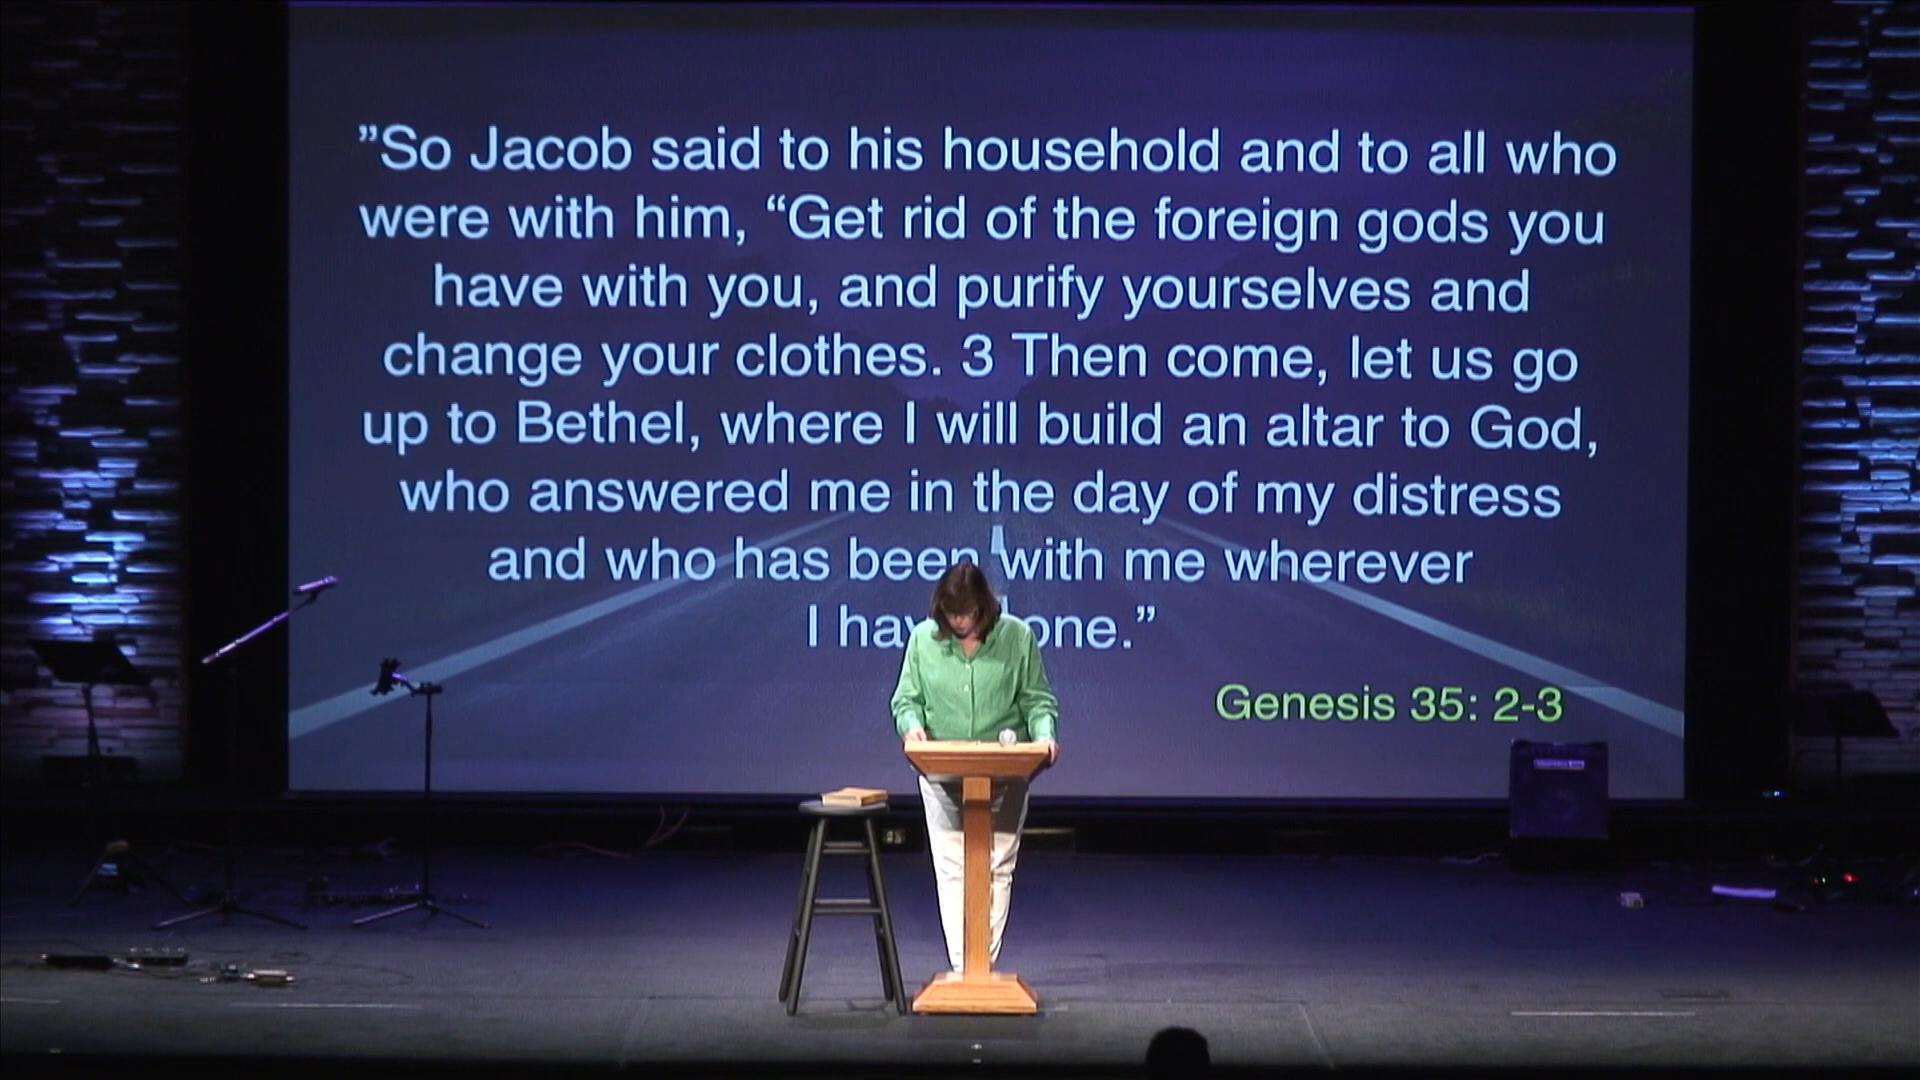 ”So Jacob said to his household and to all who
were with him, “Get rid of the foreign gods you
have with you, and purify yourselves and
change your clothes. 3 Then come, let us go
up to Bethel, where I will build an altar to God,
who answered me in the day of my distress
and who has been with me wherever
I have gone.”
Genesis 35: 2-3